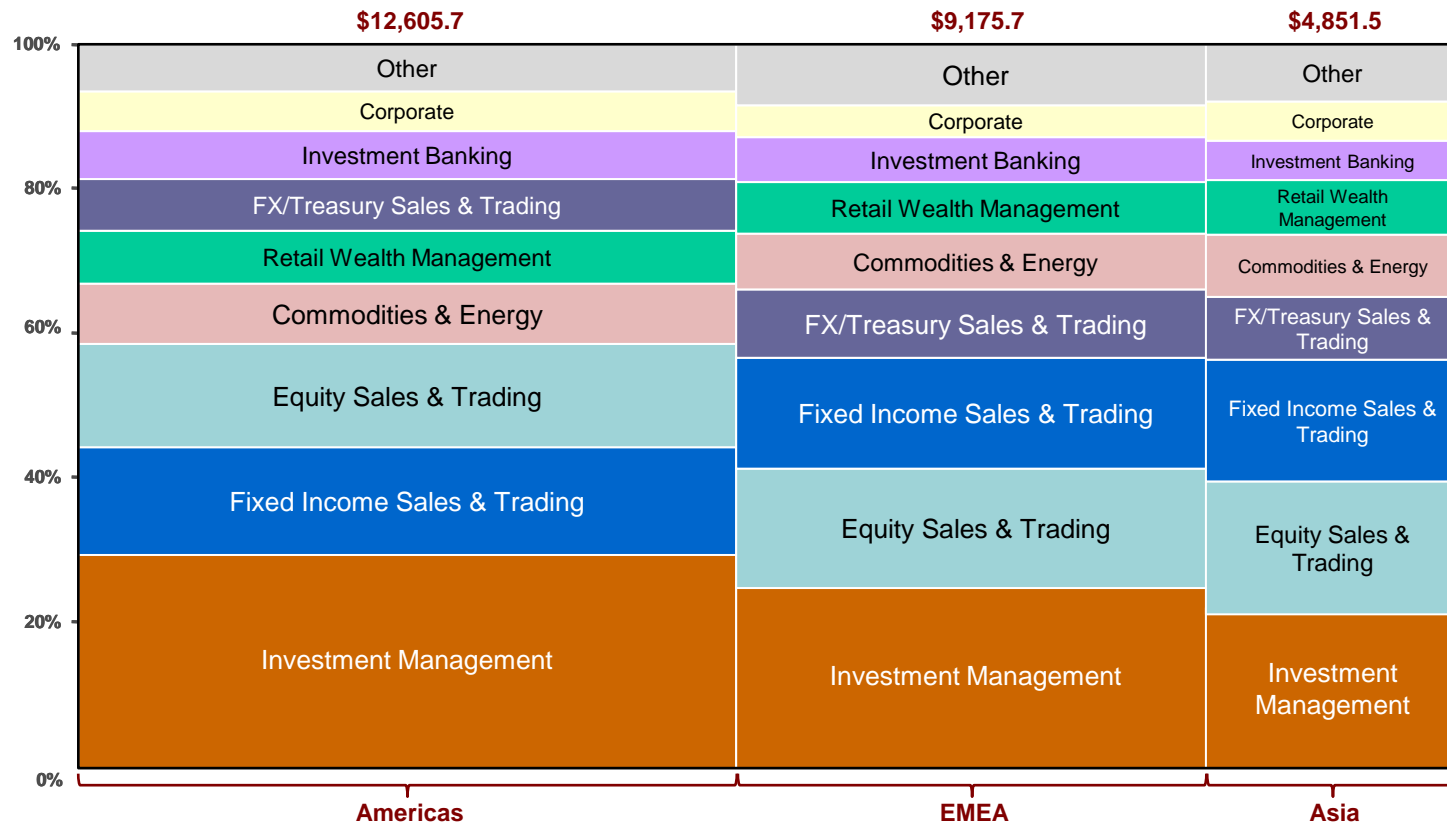 $12,605.7
$9,175.7
$4,851.5
100%
80%
60%
40%
20%
0%
Other
Corporate
Investment Banking
FX/Treasury Sales & Trading
Retail Wealth Management
Commodities & Energy
Equity Sales & Trading
Fixed Income Sales & Trading
Investment Management
Other
Corporate
Investment Banking
Retail Wealth Management
Commodities & Energy
FX/Treasury Sales & Trading
Fixed Income Sales & Trading
Equity Sales & Trading
Investment Management
Other
Corporate
Investment Banking
Retail Wealth
Management
Commodities & Energy
FX/Treasury Sales &
Trading
Fixed Income Sales &
Trading
Equity Sales &
Trading
Investment
Management
Americas
EMEA
Asia